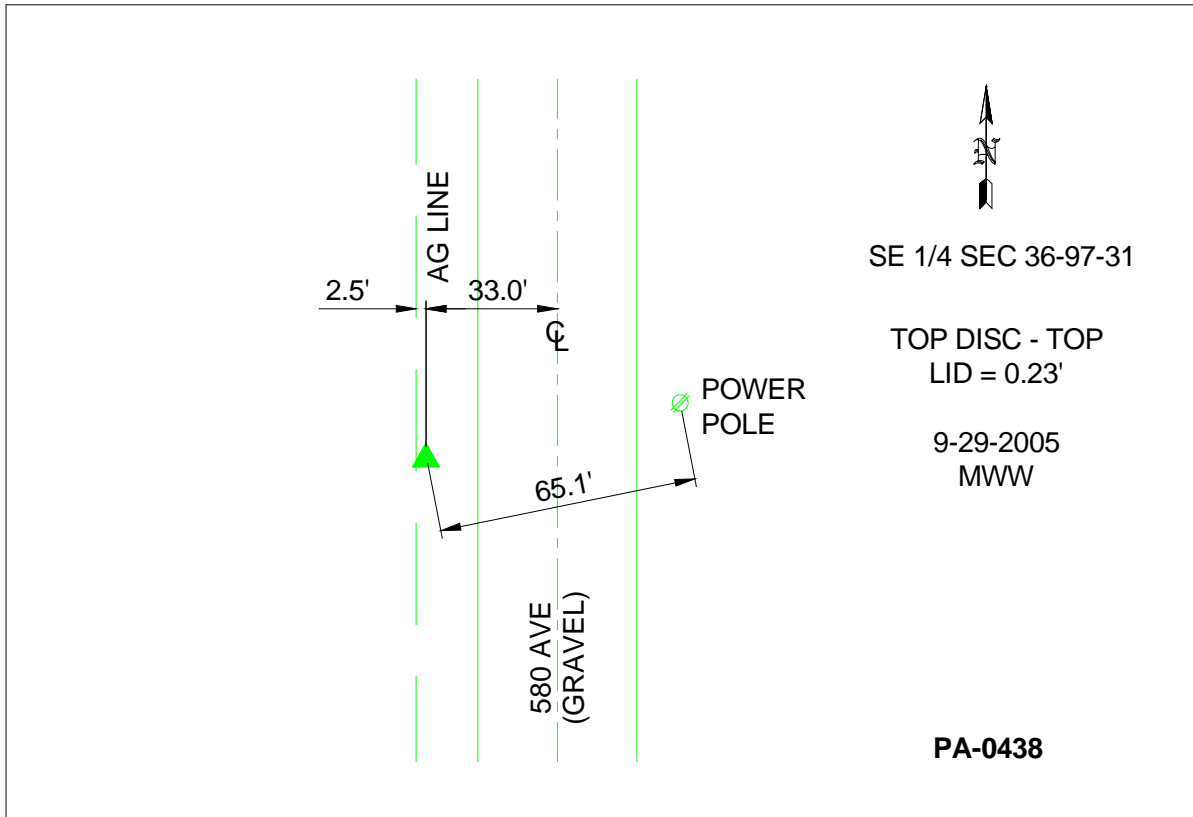 N
AG LINE
2.5'
33.0'
CL
SE 1/4 SEC 36-97-31
TOP DISC - TOP
LID = 0.23'
POWER
POLE
9-29-2005
MWW
65.1'
580 AVE
(GRAVEL)
PA-0438